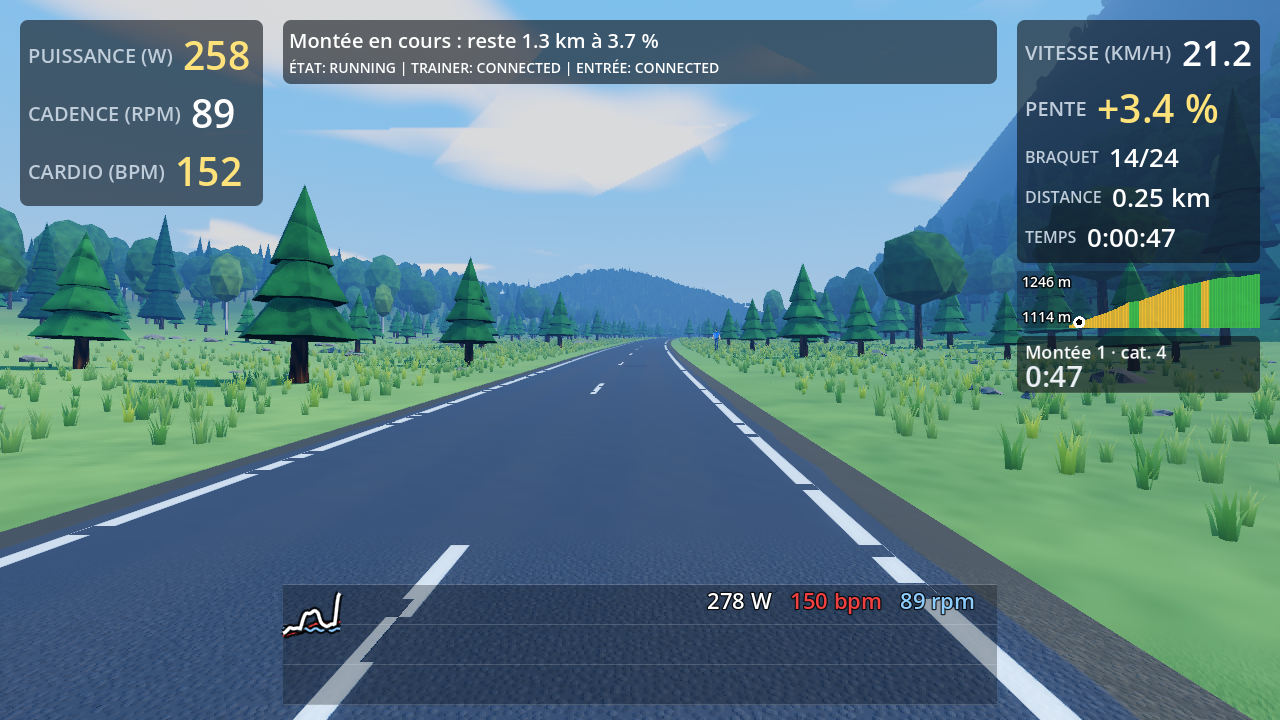 PUISSANCE (W) 258
CADENCE (RPM) 89
CARDIO (BPM) 152
Montée en cours : reste 1.3 km à 3.7 %
ÉTAT: RUNNING | TRAINER: CONNECTED | ENTRÉE: CONNECTED
VITESSE (KM/H) 21.2
PENTE +3.4 %
BRAQUET 14/24
DISTANCE 0.25 km
TEMPS 0:00:47
1246 m
1114 m
Montée 1 · cat. 4
0:47
278 W 150 bpm 89 rpm